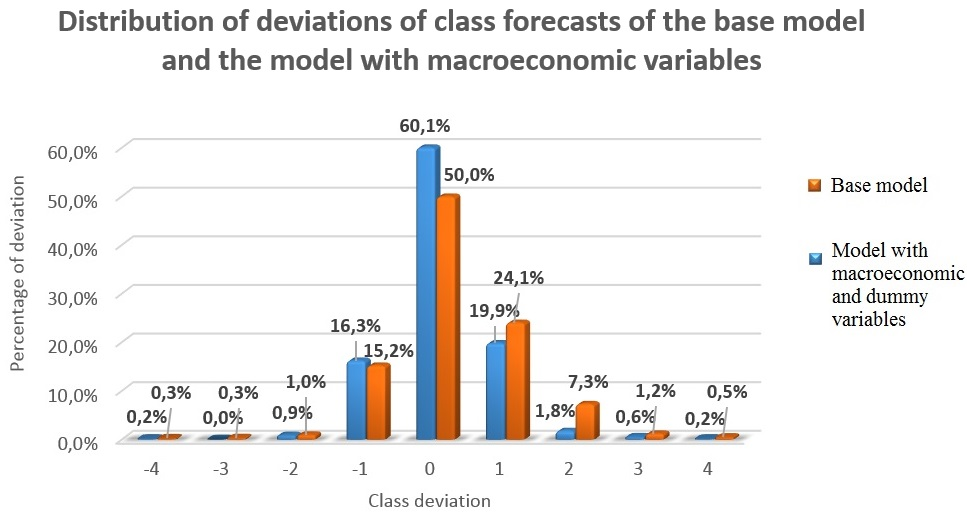 Distribution of deviations of class forecasts of the base model
and the model with macroeconomic variables
60,1%
60,0%
50,0%
50,0%
40,0%
30,0%
24,1%
19,9%
20,0%
16,3%
15,2%
10,0%
0,3%
0,3%
1,0%
7,3%
1,2%
0,5%
0,2%
0,0%
0,9%
1,8%
0,6%
0,2%
0,0%
-4 -3 -2 -1 0 1 2 3 4
Class deviation
Percentage of deviation
Base model
Model with
macroeconomic
and dummy
variables